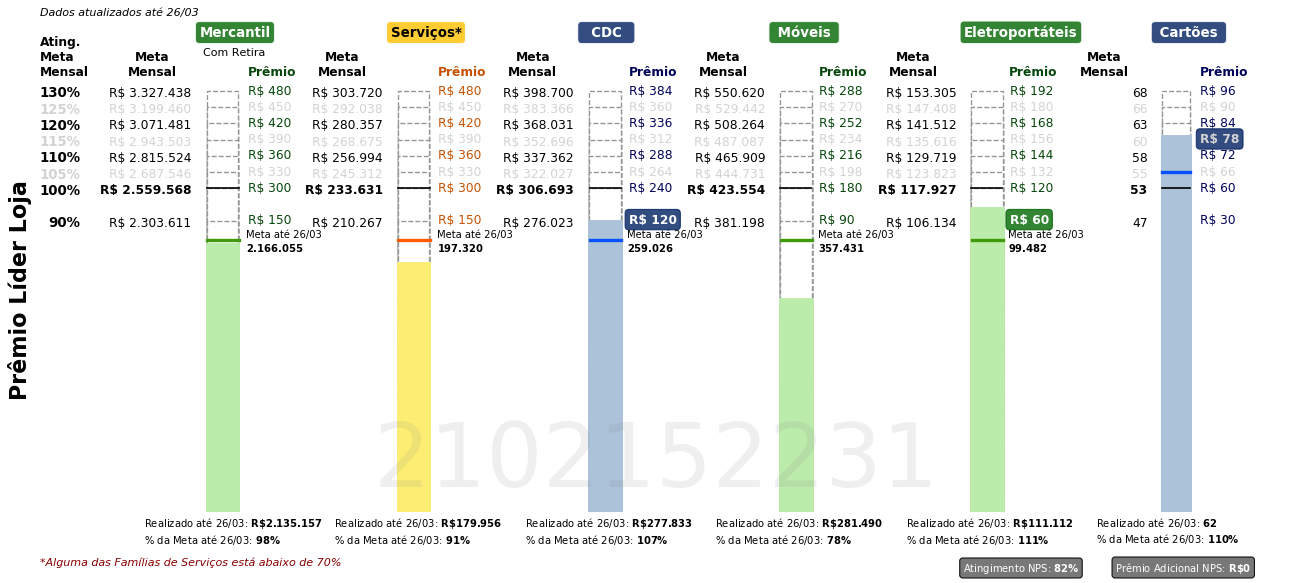 Dados atualizados até 26/03
Mercantil Serviços* CDC Móveis Eletroportáteis Cartões
Com Retira
Ating. Meta Mensal Meta Mensal Prêmio Meta Mensal Prêmio Meta Mensal Prêmio Meta Mensal Prêmio Meta Mensal Prêmio Meta Mensal Prêmio
130% R$ 3.327.438 R$ 480 R$ 303.720 R$ 480 R$ 398.700 R$ 384 R$ 550.620 R$ 288 R$ 153.305 R$ 192 68 R$ 96
125% R$ 3.199.460 R$ 450 R$ 292.038 R$ 450 R$ 383.366 R$ 360 R$ 529.442 R$ 270 R$ 147.408 R$ 180 66 R$ 90
120% R$ 3.071.481 R$ 420 R$ 280.357 R$ 420 R$ 368.031 R$ 336 R$ 508.264 R$ 252 R$ 141.512 R$ 168 63 R$ 84
115% R$ 2.943.503 R$ 390 R$ 268.675 R$ 390 R$ 352.696 R$ 312 R$ 487.087 R$ 234 R$ 135.616 R$ 156 60 R$ 78
110% R$ 2.815.524 R$ 360 R$ 256.994 R$ 360 R$ 337.362 R$ 288 R$ 465.909 R$ 216 R$ 129.719 R$ 144 58 R$ 72
105% R$ 2.687.546 R$ 330 R$ 245.312 R$ 330 R$ 322.027 R$ 264 R$ 444.731 R$ 198 R$ 123.823 R$ 132 55 R$ 66
100% R$ 2.559.568 R$ 300 R$ 233.631 R$ 300 R$ 306.693 R$ 240 R$ 423.554 R$ 180 R$ 117.927 R$ 120 53 R$ 60
90% R$ 2.303.611 R$ 150 R$ 210.267 R$ 150 R$ 276.023 R$ 120 R$ 381.198 R$ 90 R$ 106.134 R$ 60 47 R$ 30
Meta até 26/03 Meta até 26/03 Meta até 26/03 Meta até 26/03 Meta até 26/03
2.166.055 197.320 259.026 357.431 99.482
Prêmio Líder Loja
2102152231
Realizado até 26/03: R$2.135.157 Realizado até 26/03: R$179.956 Realizado até 26/03: R$277.833 Realizado até 26/03: R$281.490 Realizado até 26/03: R$111.112 Realizado até 26/03: 62
% da Meta até 26/03: 98% % da Meta até 26/03: 91% % da Meta até 26/03: 107% % da Meta até 26/03: 78% % da Meta até 26/03: 111% % da Meta até 26/03: 110%
*Alguma das Famílias de Serviços está abaixo de 70%
Atingimento NPS: 82% Prêmio Adicional NPS: R$0